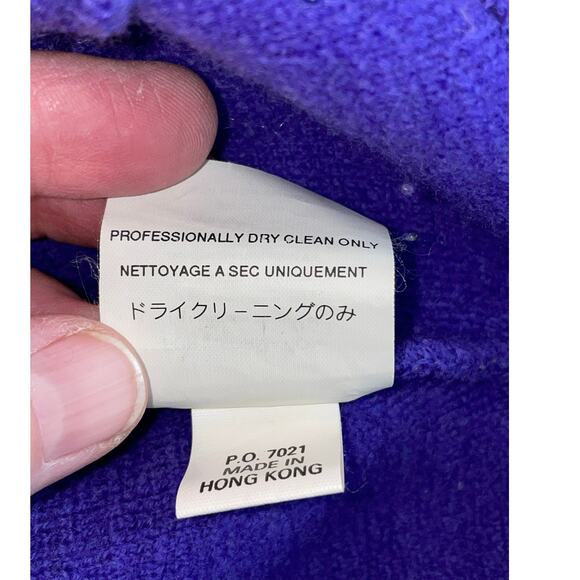 PROFESSIONALLY DRY CLEAN ONLY
NETTOYAGE A SEC UNIQUEMENT
ドライクリーニングのみ
P.O. 7021
MADE IN
HONG KONG